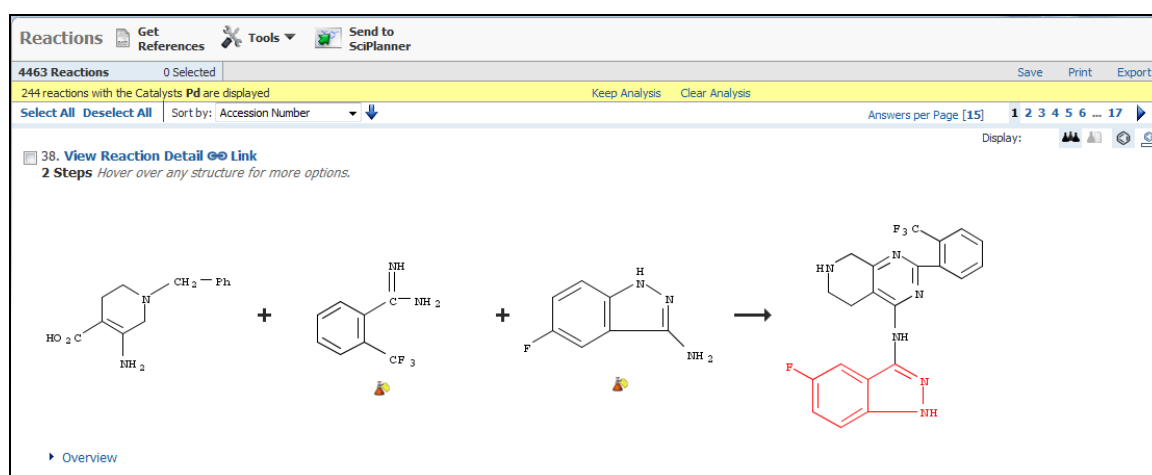 Reactions Get References Tools Send to SciPlanner
4463 Reactions 0 Selected Save Print Export
244 reactions with the Catalysts Pd are displayed Keep Analysis Clear Analysis
Select All Deselect All Sort by: Accession Number Answers per Page [15] 1 2 3 4 5 6 ... 17
Display:
38. View Reaction Detail Link
2 Steps Hover over any structure for more options.
N CH2 Ph
HO2C
NH2
+
NH
C NH2
CF3
+
H
N
N
F
NH2
F3C
HN
N
N
NH
F
N
NH
Overview